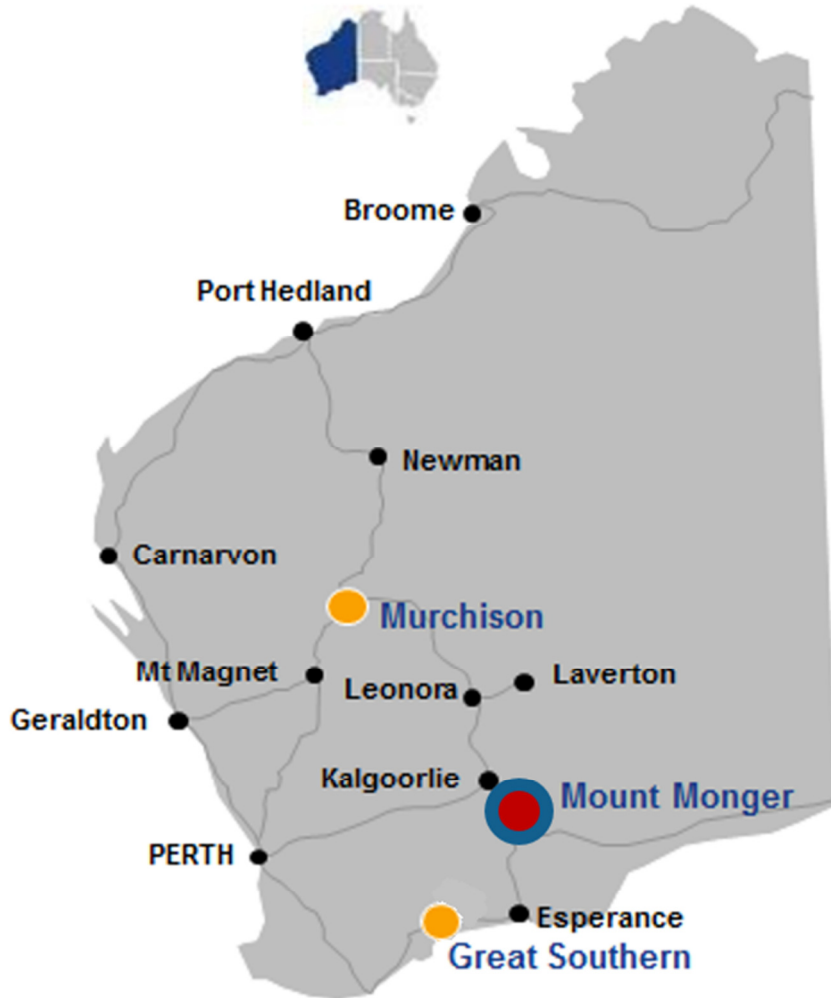 Broome
Port Hedland
Newman
Carnarvon
Murchison
Mt Magnet
Leonora
Laverton
Geraldton
Kalgoorlie
Mount Monger
PERTH
Esperance
Great Southern